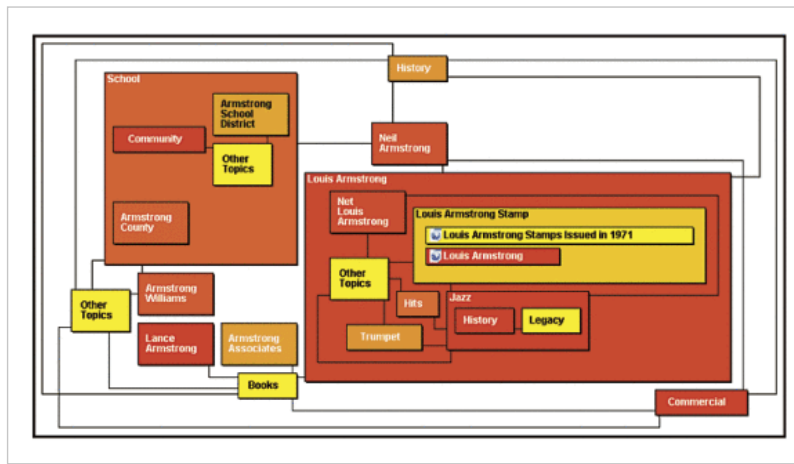 History
School
Armstrong
School
District
Community
Other
Topics
Armstrong
County
Neil
Armstrong
Louis Armstrong
Net
Louis
Armstrong
Louis Armstrong Stamp
Louis Armstrong Stamps Issued in 1971
Louis Armstrong
Other
Topics
Hits
Jazz
History
Legacy
Trumpet
Other
Topics
Armstrong
Williams
Lance
Armstrong
Armstrong
Associates
Books
Commercial